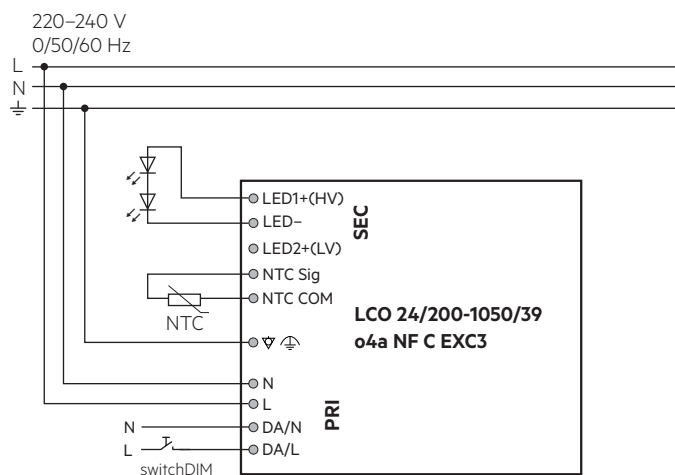 220–240 V
0/50/60 Hz
L
N
LED1+(HV)
LED–
LED2+(LV)
SEC
NTC Sig
NTC COM
NTC
LCO 24/200-1050/39
o4a NF C EXC3
N
L
PRI
N
DA/N
L
DA/L
switchDIM